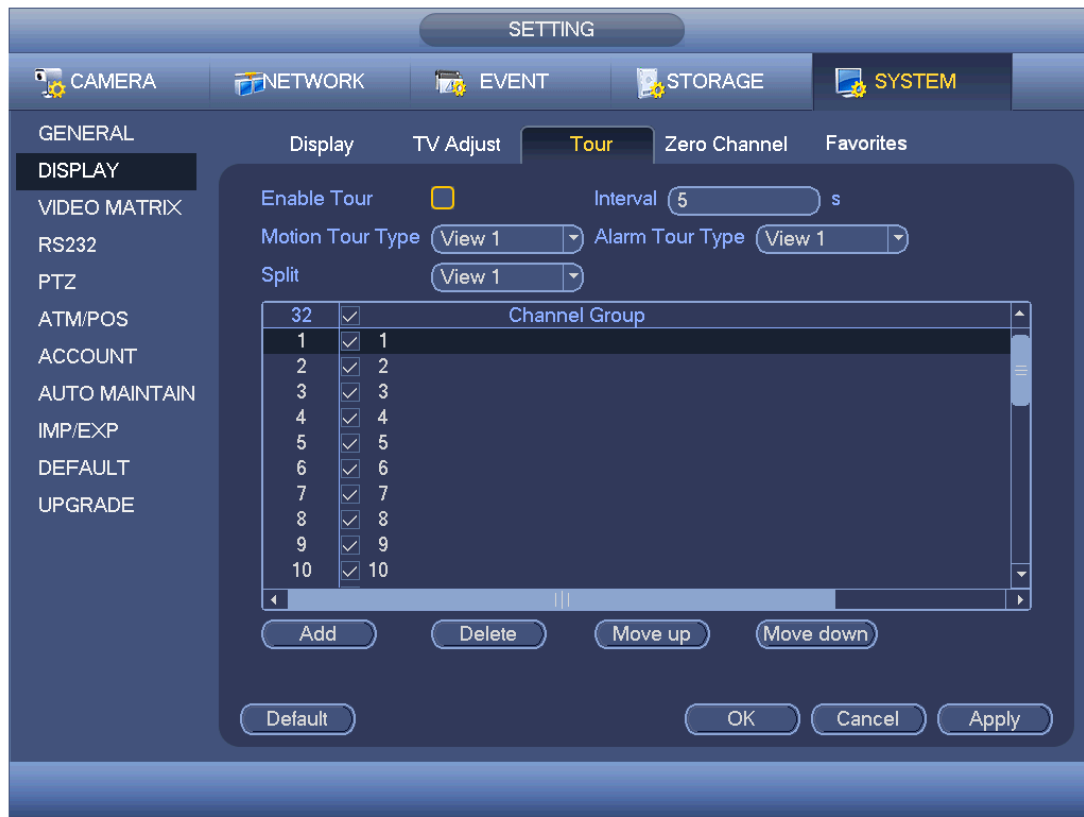 SETTING
CAMERA NETWORK EVENT STORAGE SYSTEM
GENERAL
DISPLAY
VIDEO MATRIX
RS232
PTZ
ATM/POS
ACCOUNT
AUTO MAINTAIN
IMP/EXP
DEFAULT
UPGRADE
Display TV Adjust Tour Zero Channel Favorites
Enable Tour Interval 5 s
Motion Tour Type View 1 Alarm Tour Type View 1
Split View 1
32 Channel Group
1 1
2 2
3 3
4 4
5 5
6 6
7 7
8 8
9 9
10 10
Add Delete Move up Move down
Default OK Cancel Apply